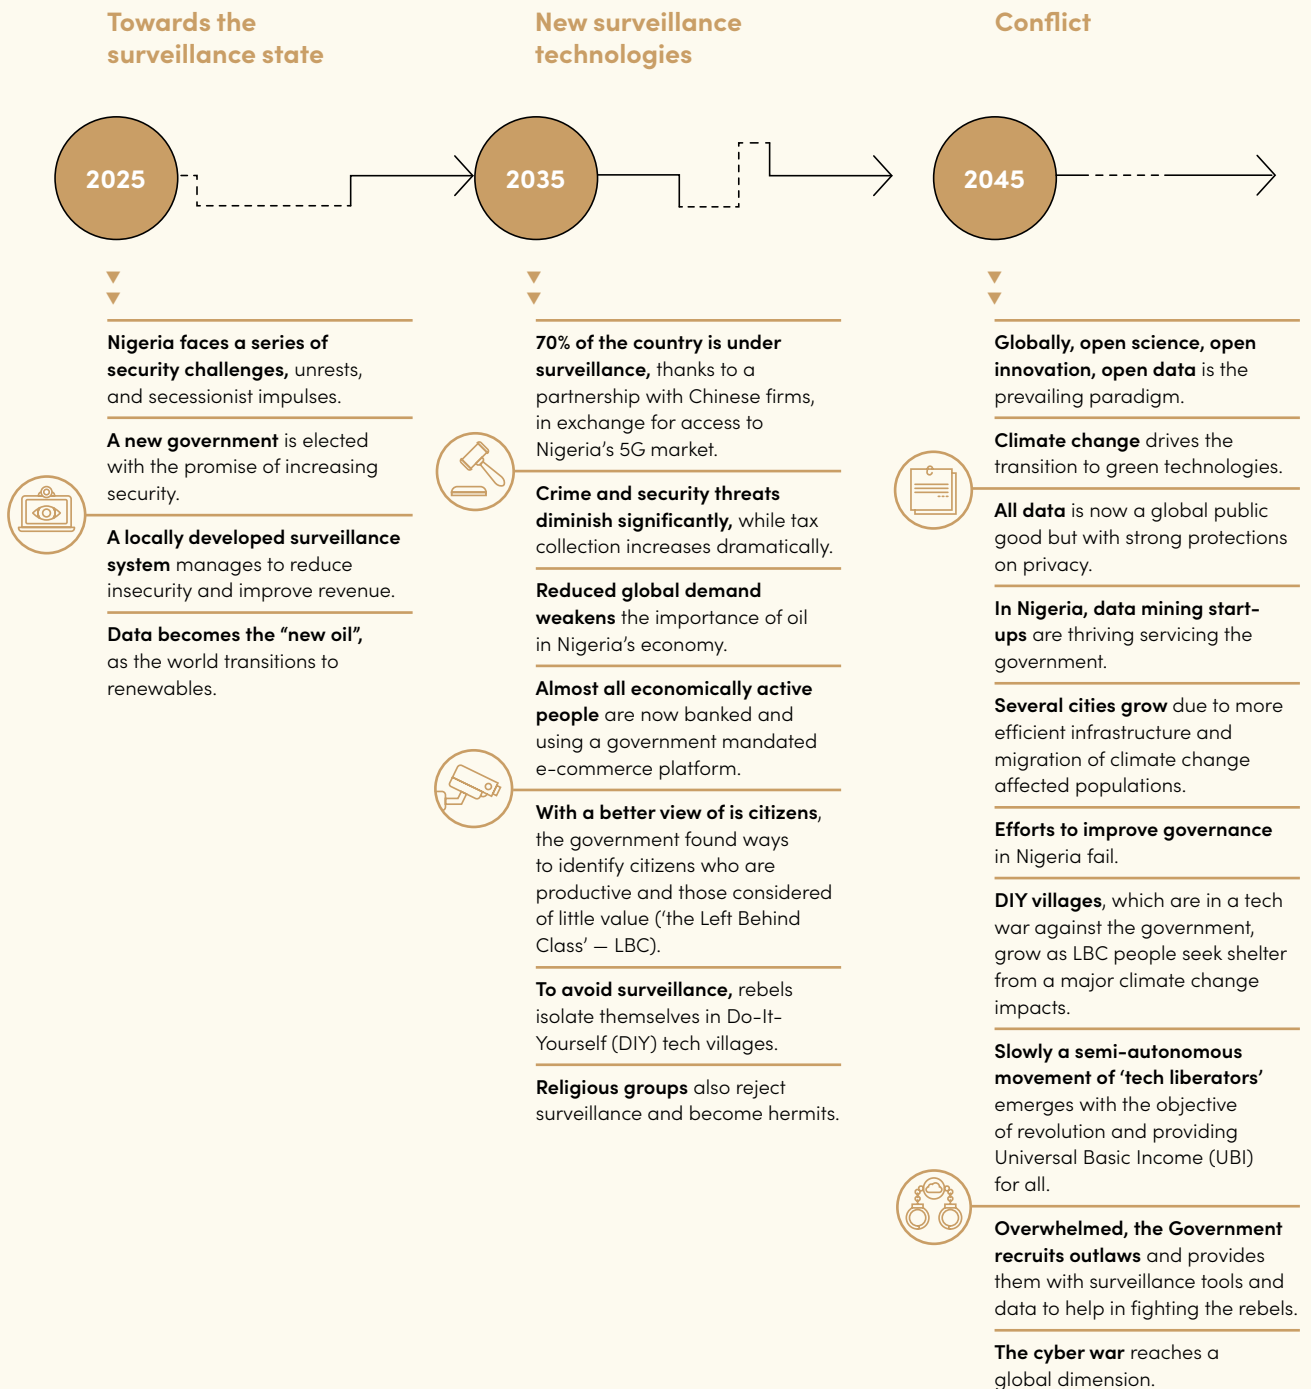 Towards the
surveillance state
2025
Nigeria faces a series of
security challenges, unrests,
and secessionist impulses.
A new government is elected
with the promise of increasing
security.
A locally developed surveillance
system manages to reduce
insecurity and improve revenue.
Data becomes the “new oil”,
as the world transitions to
renewables.
New surveillance
technologies
2035
70% of the country is under
surveillance, thanks to a
partnership with Chinese firms,
in exchange for access to
Nigeria’s 5G market.
Crime and security threats
diminish significantly, while tax
collection increases dramatically.
Reduced global demand
weakens the importance of oil
in Nigeria’s economy.
Almost all economically active
people are now banked and
using a government mandated
e-commerce platform.
With a better view of is citizens,
the government found ways
to identify citizens who are
productive and those considered
of little value (‘the Left Behind
Class’ — LBC).
To avoid surveillance, rebels
isolate themselves in Do-It-
Yourself (DIY) tech villages.
Religious groups also reject
surveillance and become hermits.
Conflict
2045
Globally, open science, open
innovation, open data is the
prevailing paradigm.
Climate change drives the
transition to green technologies.
All data is now a global public
good but with strong protections
on privacy.
In Nigeria, data mining start-
ups are thriving servicing the
government.
Several cities grow due to more
efficient infrastructure and
migration of climate change
affected populations.
Efforts to improve governance
in Nigeria fail.
DIY villages, which are in a tech
war against the government,
grow as LBC people seek shelter
from a major climate change
impacts.
Slowly a semi-autonomous
movement of ‘tech liberators’
emerges with the objective
of revolution and providing
Universal Basic Income (UBI)
for all.
Overwhelmed, the Government
recruits outlaws and provides
them with surveillance tools and
data to help in fighting the rebels.
The cyber war reaches a
global dimension.